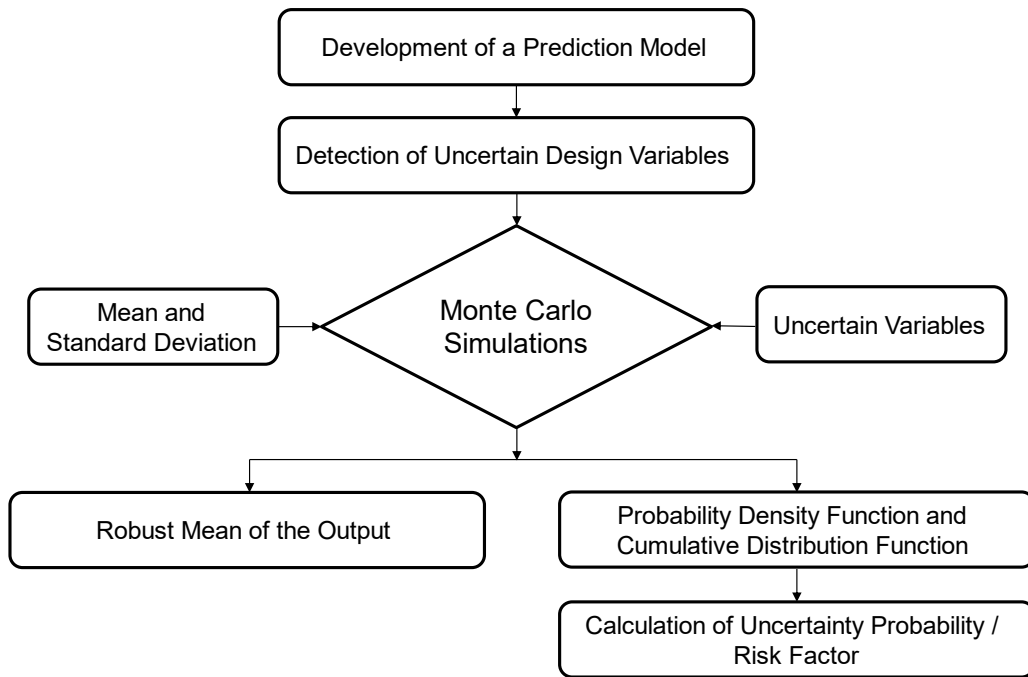 Development of a Prediction Model
Detection of Uncertain Design Variables
Mean and
Standard Deviation
Monte Carlo
Simulations
Uncertain Variables
Robust Mean of the Output
Probability Density Function and
Cumulative Distribution Function
Calculation of Uncertainty Probability /
Risk Factor